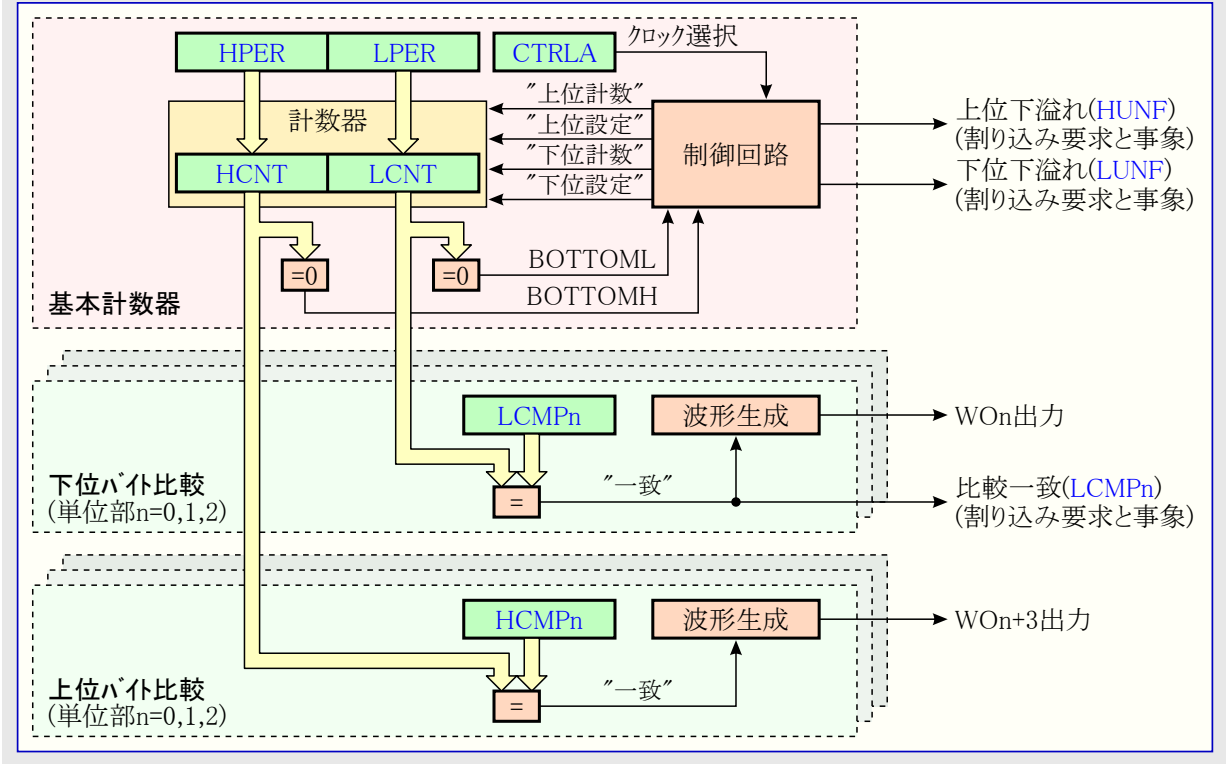 HPER
LPER
CTRLA
クロック選択
計数器
HCNT
LCNT
"上位計数"
"上位設定"
"下位計数"
"下位設定"
制御回路
上位下溢れ(HUNF)
(割り込み要求と事象)
下位下溢れ(LUNF)
(割り込み要求と事象)
=0
=0
BOTTOML
BOTTOMH
基本計数器
LCMPn
波形生成
WOn出力
=
"一致"
比較一致(LCMPn)
(割り込み要求と事象)
下位バイト比較
(単位部n=0,1,2)
HCMPn
波形生成
WOn+3出力
=
"一致"
上位バイト比較
(単位部n=0,1,2)